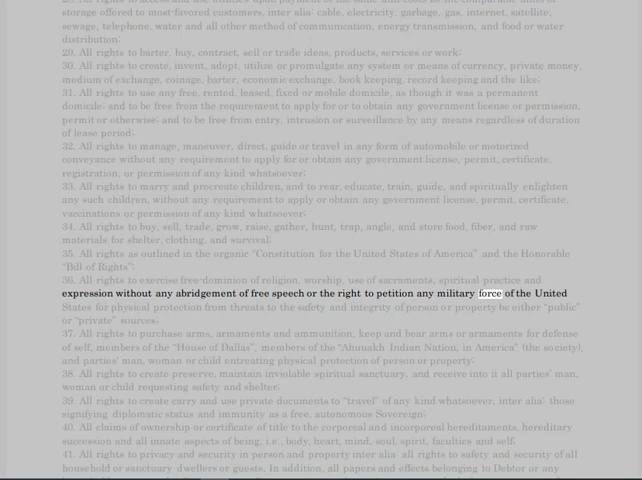 storage offered to most-favored customers, inter alia: cable, electricity, garbage, gas, internet, satellite,
sewage, telephone, water and all other method of communication, energy transmission, and food or water
distribution;
29. All rights to barter, buy, contract, sell or trade ideas, products, services or work;
30. All rights to create, invent, adopt, utilize or promulgate any system or means of currency, private money,
medium of exchange, coinage, barter, economic exchange, book keeping, record keeping and the like;
31. All rights to use any free, rented, leased, fixed or mobile domicile, as though it was a permanent
domicile; and to be free from the requirement to apply for or to obtain any government license or permission,
permit or otherwise; and to be free from entry, intrusion or surveillance by any means regardless of duration
of lease period;
32. All rights to manage, maneuver, direct, guide or travel in any form of automobile or motorized
conveyance without any requirement to apply for or obtain any government license, permit, certificate,
registration, or permission of any kind whatsoever;
33. All rights to marry and procreate children, and to rear, educate, train, guide, and spiritually enlighten
any such children, without any requirement to apply or obtain any government license, permit, certificate,
vaccinations or permission of any kind whatsoever;
34. All rights to buy, sell, trade, grow, raise, gather, hunt, trap, angle, and store food, fiber, and raw
materials for shelter, clothing, and survival;
35. All rights as outlined in the organic “Constitution for the United States of America” and the Honorable
“Bill of Rights”;
36. All rights to exercise free-dominion of religion, worship, use of sacraments, spiritual practice and
expression without any abridgement of free speech or the right to petition any military force of the United
States for physical protection from threats to the safety and integrity of person or property be either “public”
or “private” sources;
37. All rights to purchase arms, armaments and ammunition, keep and bear arms or armaments for defense
of self, members of the “House of Dallas”, members of the Indian Nation, in America” (the society),
and parties’ man, woman or child entreating physical protection of person or property;
38. All rights to create preserve, maintain inviolable spiritual sanctuary, and receive into it all parties’ man,
woman or child requesting safety and shelter;
39. All rights to create carry and use private documents to “travel” of any kind whatsoever, inter alia: those
signifying diplomatic status and immunity as a free, autonomous Sovereign;
40. All claims of ownership or certificate of title to the corporeal and incorporeal hereditaments, hereditary
succession and all innate aspects of being, i.e., body, heart, mind, soul, spirit, faculties and self;
41. All rights to privacy and security in person and property inter alia: all rights to safety and security of all
household or sanctuary dwellers or guests. In addition, all papers and effects belonging to Debtor or any